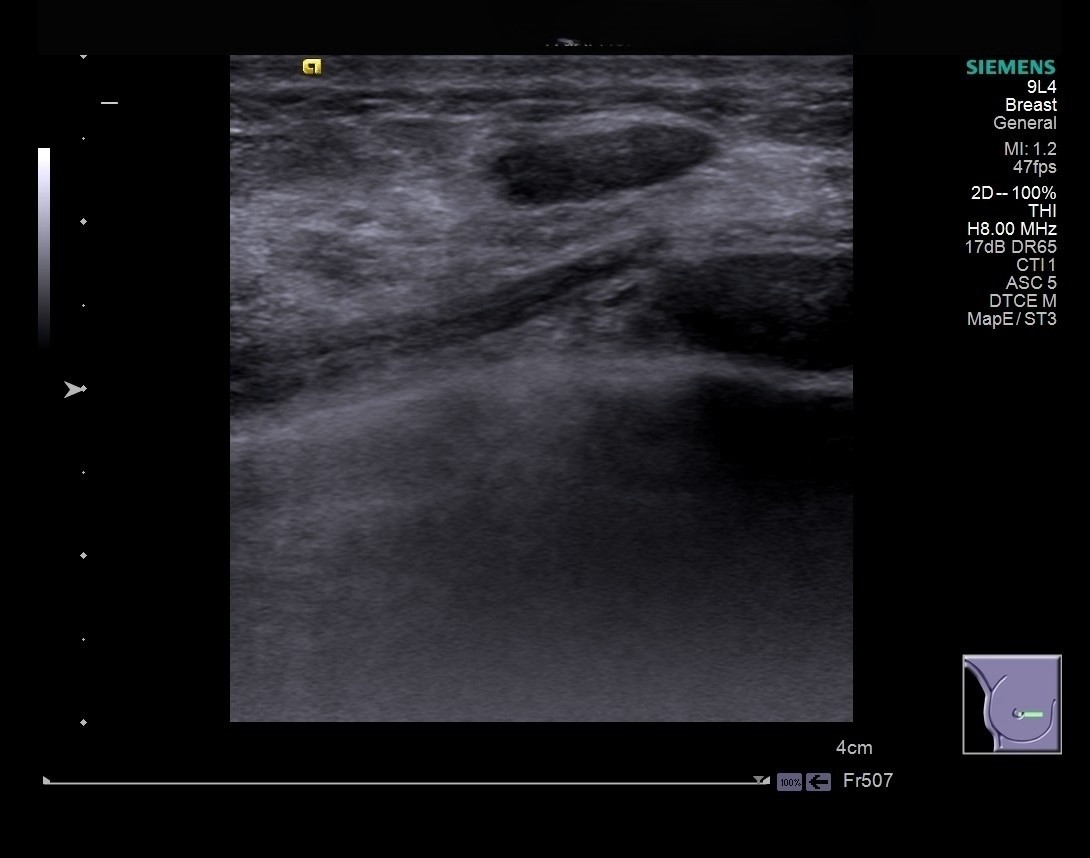 SIEMENS
9L4
Breast
General
MI: 1.2
47fps
2D--100%
THI
H8.00 MHz
17dB DR65
CTI 1
ASC 5
DTCE M
MapE / ST3
4cm
100%
Fr507